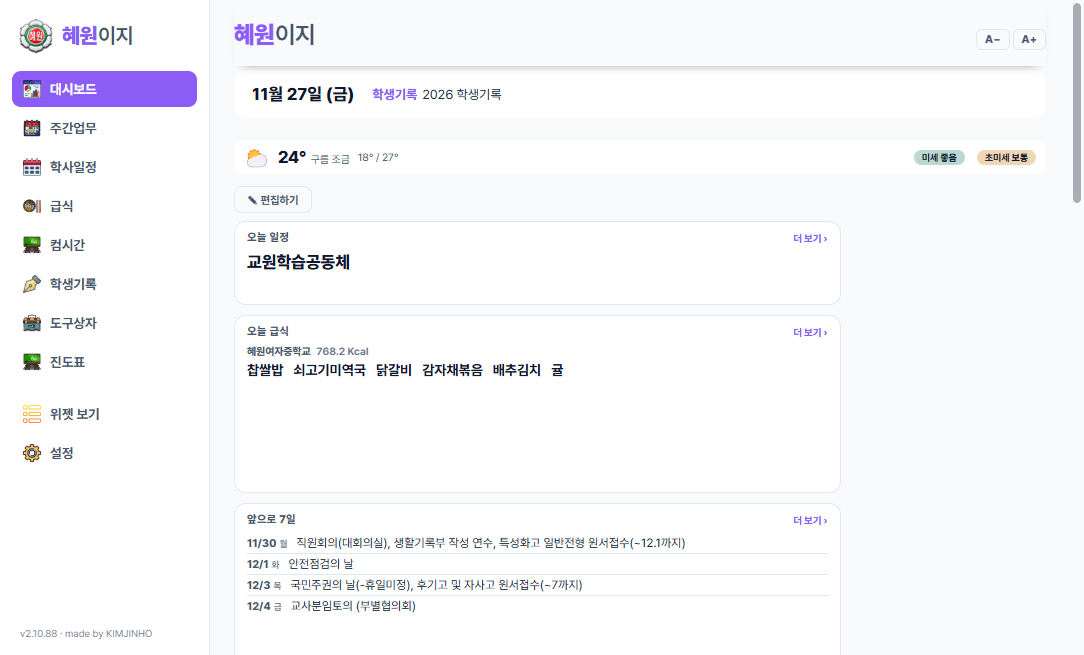 혜원이지
대시보드
주간업무
학사일정
급식
컴시간
학생기록
도구상자
진도표
위젯 보기
설정
v2.10.88 · made by KIMJINHO
혜원이지
A−
A+
11월 27일 (금) 학생기록 2026 학생기록
24° 구름 조금 18° / 27°
미세 좋음
초미세 보통
편집하기
오늘 일정
더 보기 ›
교원학습공동체
오늘 급식
더 보기 ›
혜원여자중학교 768.2 Kcal
찹쌀밥 쇠고기미역국 닭갈비 감자채볶음 배추김치 귤
앞으로 7일
더 보기 ›
11/30 월 직원회의(대회의실), 생활기록부 작성 연수, 특성화고 일반전형 원서접수(~12.1까지)
12/1 화 안전점검의 날
12/3 목 국민주권의 날(-휴일미정), 후기고 및 자사고 원서접수(~7까지)
12/4 금 교사분임토의 (부별협의회)